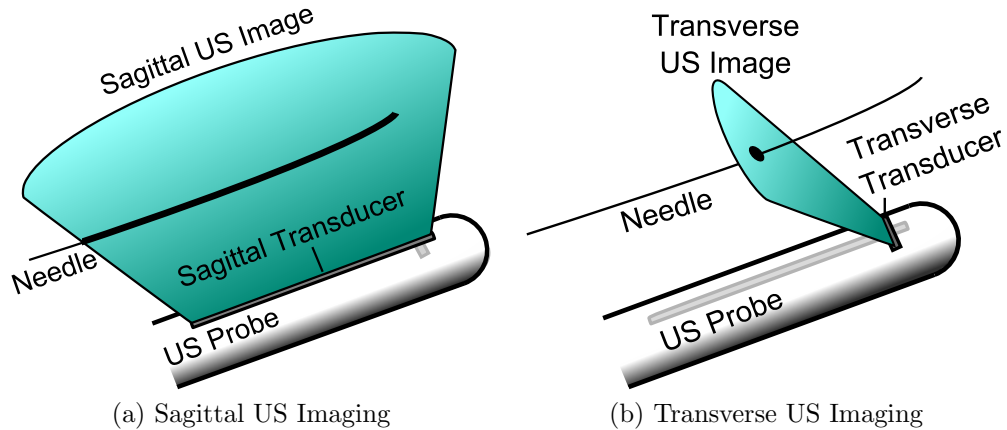 Sagittal US Image
Needle
Sagittal Transducer
US Probe
(a) Sagittal US Imaging
Transverse
US Image
Transverse
Transducer
Needle
US Probe
(b) Transverse US Imaging